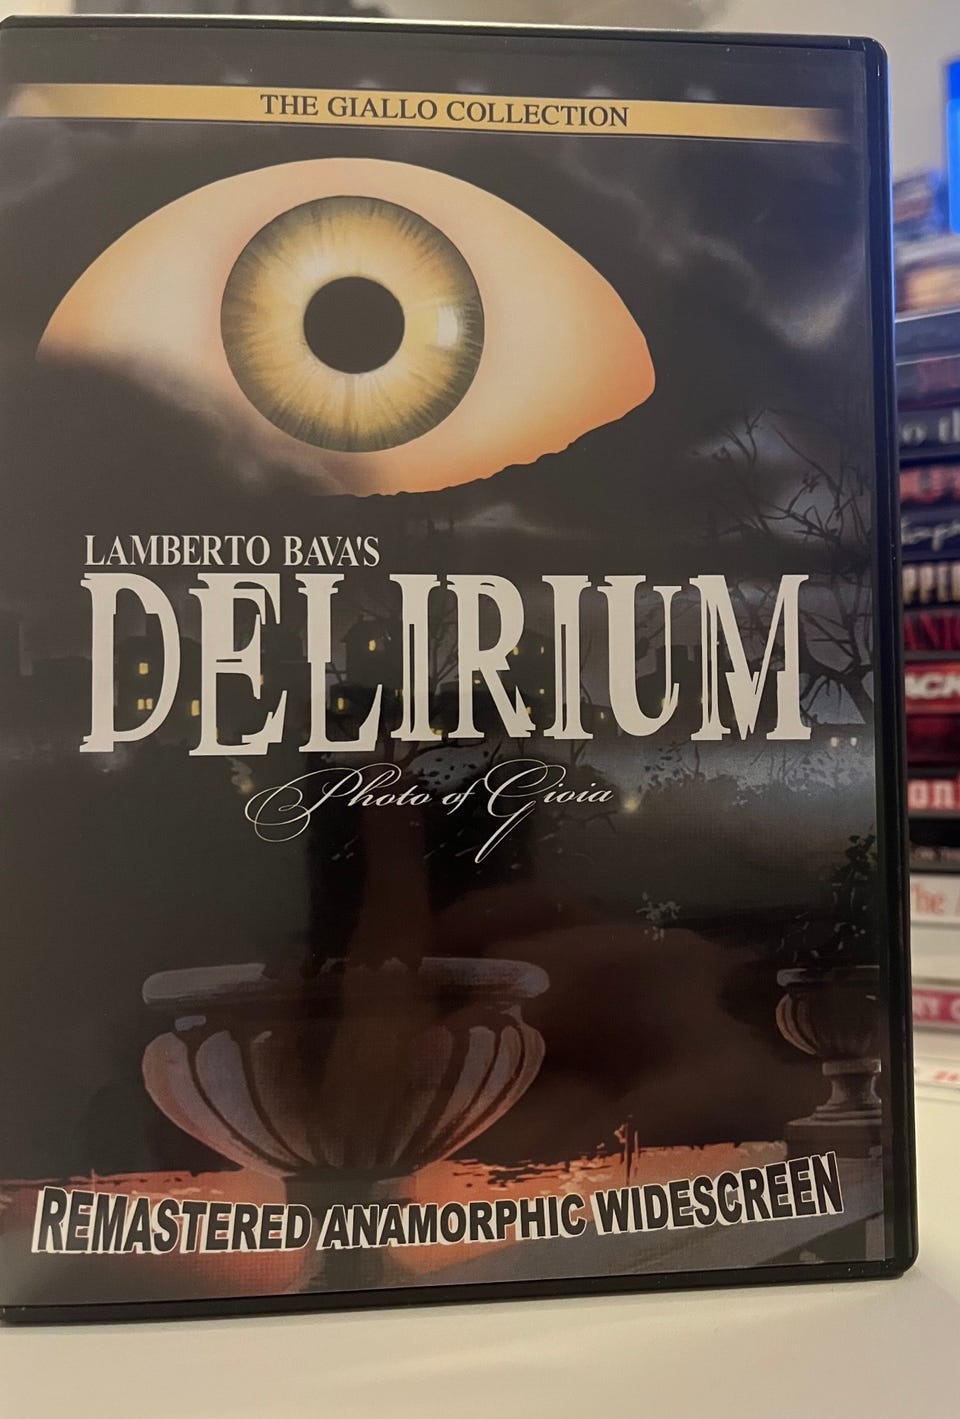 THE GIALLO COLLECTION
LAMBERTO BAVA'S
DELIRIUM
Photo of Gioia
REMASTERED ANAMORPHIC WIDESCREEN